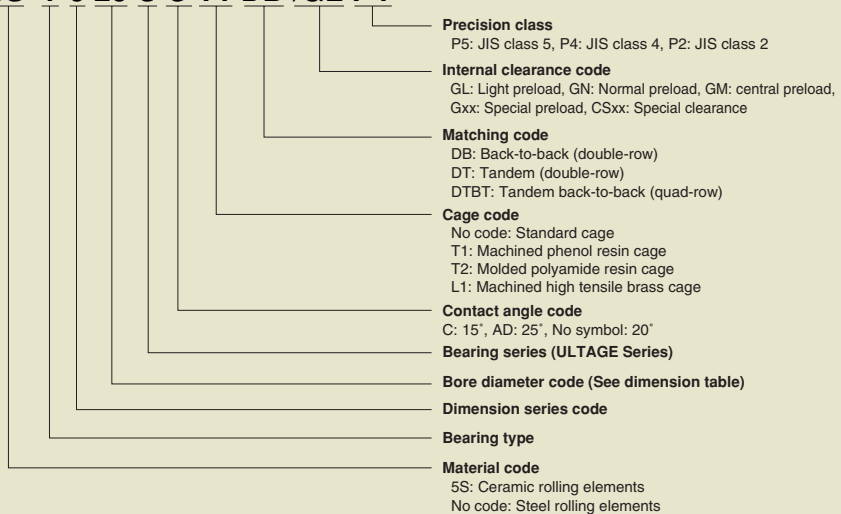 Precision class
P5: JIS class 5, P4: JIS class 4, P2: JIS class 2
Internal clearance code
GL: Light preload, GN: Normal preload, GM: central preload,
Gxx: Special preload, CSxx: Special clearance
Matching code
DB: Back-to-back (double-row)
DT: Tandem (double-row)
DTBT: Tandem back-to-back (quad-row)
Cage code
No code: Standard cage
T1: Machined phenol resin cage
T2: Molded polyamide resin cage
L1: Machined high tensile brass cage
Contact angle code
C: 15˚, AD: 25˚, No symbol: 20˚
Bearing series (ULTAGE Series)
Bore diameter code (See dimension table)
Dimension series code
Bearing type
Material code
5S: Ceramic rolling elements
No code: Steel rolling elements